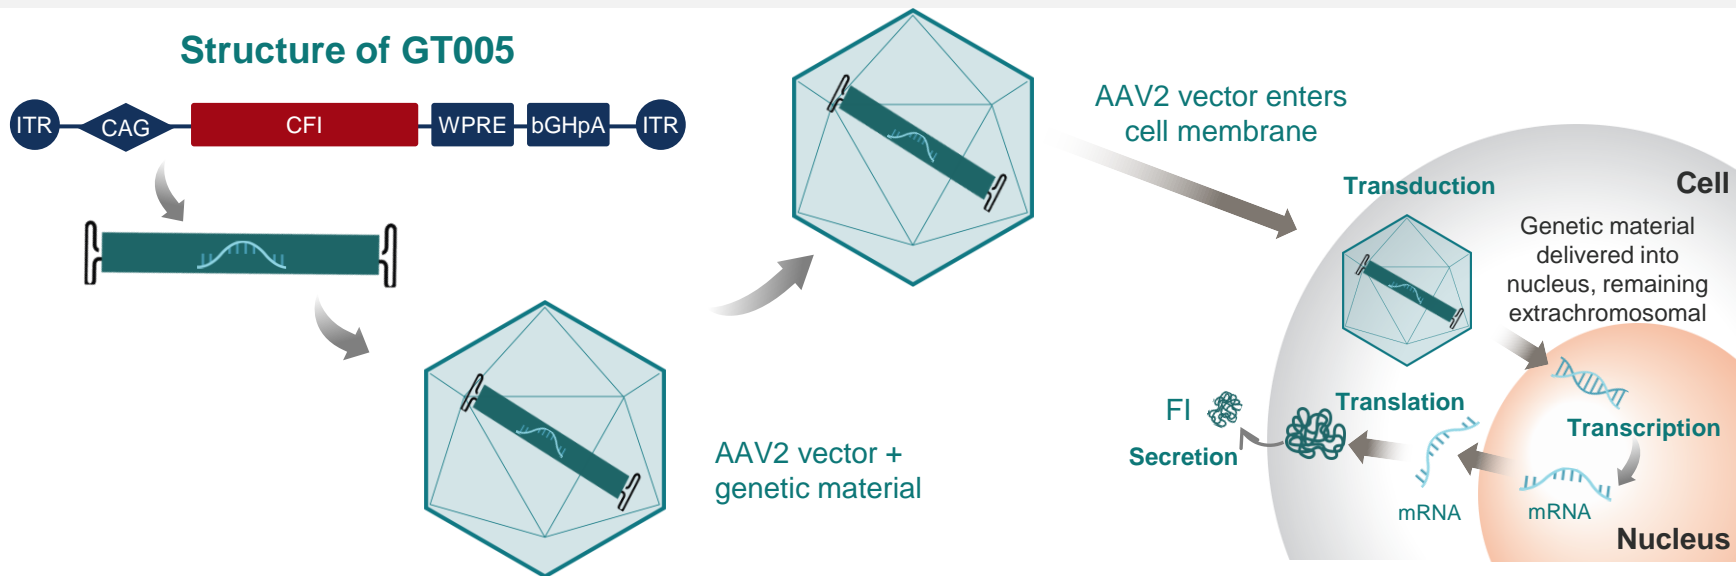 Structure of GT005
ITR CAG CFI WPRE bGHpA ITR
AAV2 vector +
genetic material
AAV2 vector enters
cell membrane
Cell
Transduction
Genetic material
delivered into
nucleus, remaining
extrachromosomal
Transcription
mRNA
Nucleus
mRNA
Translation
FI
Secretion